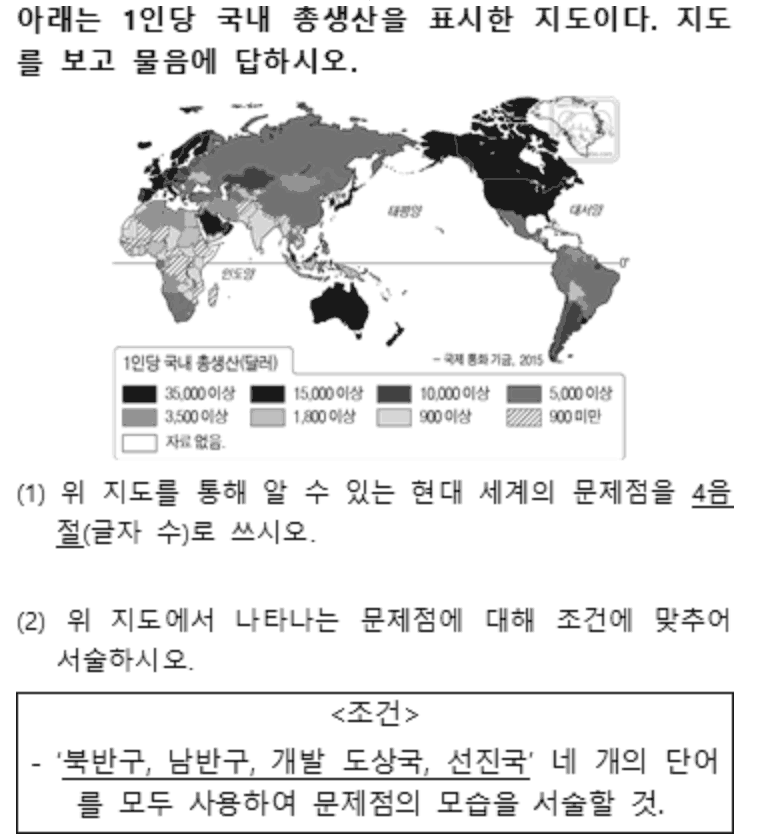 아래는 1인당 국내 총생산을 표시한 지도이다. 지도
를 보고 물음에 답하시오.
태평양
대서양
인도양
0°
1인당 국내 총생산(달러)
- 국제 통화 기금, 2015
35,000 이상 15,000 이상 10,000 이상 5,000 이상
3,500 이상 1,800 이상 900 이상 900 미만
자료 없음.
(1) 위 지도를 통해 알 수 있는 현대 세계의 문제점을 4음
절(글자 수)로 쓰시오.
(2) 위 지도에서 나타나는 문제점에 대해 조건에 맞추어
서술하시오.
<조건>
- '북반구, 남반구, 개발 도상국, 선진국' 네 개의 단어
를 모두 사용하여 문제점의 모습을 서술할 것.